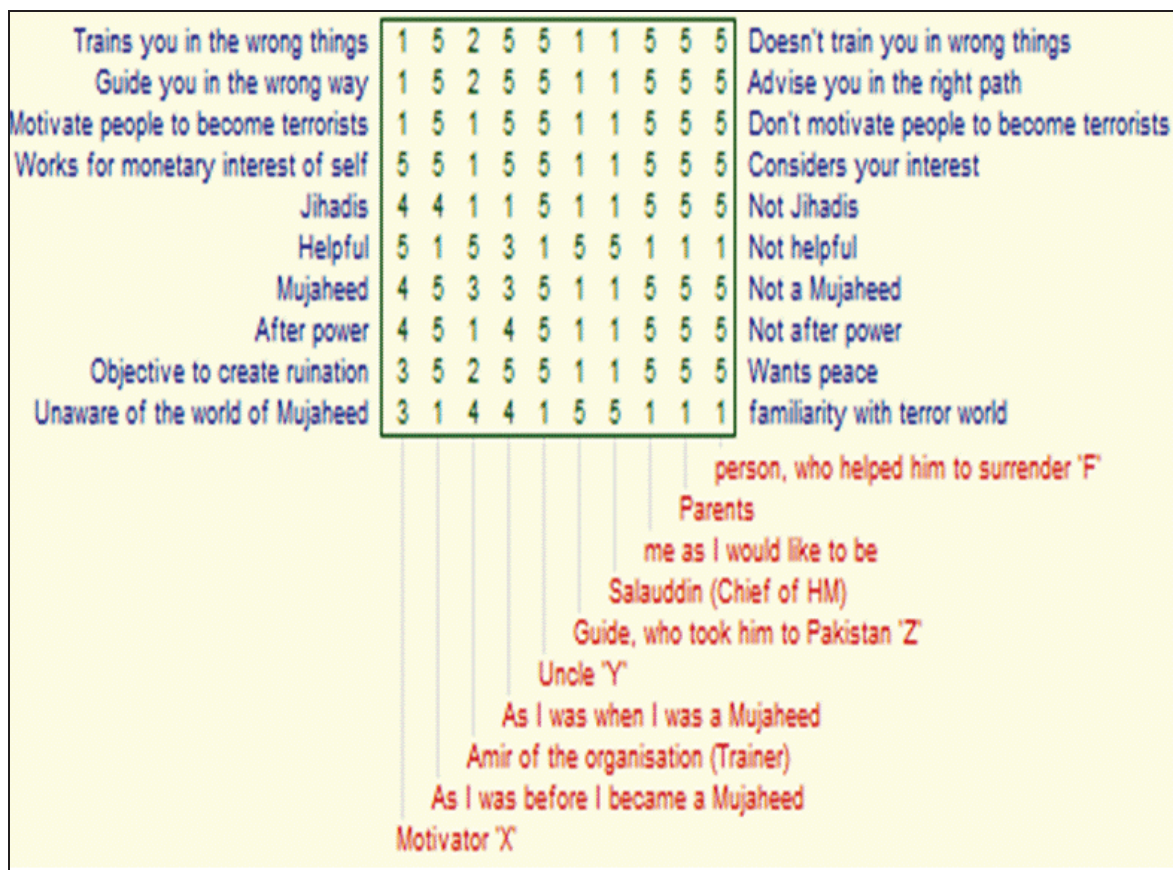 Trains you in the wrong things 1 5 2 5 5 1 1 5 5 5 Doesn't train you in wrong things
Guide you in the wrong way 1 5 2 5 5 1 1 5 5 5 Advise you in the right path
Motivate people to become terrorists 1 5 1 5 5 1 1 5 5 5 Don't motivate people to become terrorists
Works for monetary interest of self 5 5 1 5 5 1 1 5 5 5 Considers your interest
Jihadis 4 4 1 1 5 1 1 5 5 5 Not Jihadis
Helpful 5 1 5 3 1 5 5 1 1 1 Not helpful
Mujaheed 4 5 3 3 5 1 1 5 5 5 Not a Mujaheed
After power 4 5 1 4 5 1 1 5 5 5 Not after power
Objective to create ruination 3 5 2 5 5 1 1 5 5 5 Wants peace
Unaware of the world of Mujaheed 3 1 4 4 1 5 5 1 1 1 familiarity with terror world
person, who helped him to surrender 'F'
Parents
me as I would like to be
Salauddin (Chief of HM)
Guide, who took him to Pakistan 'Z'
Uncle 'Y'
As I was when I was a Mujaheed
Amir of the organisation (Trainer)
As I was before I became a Mujaheed
Motivator 'X'